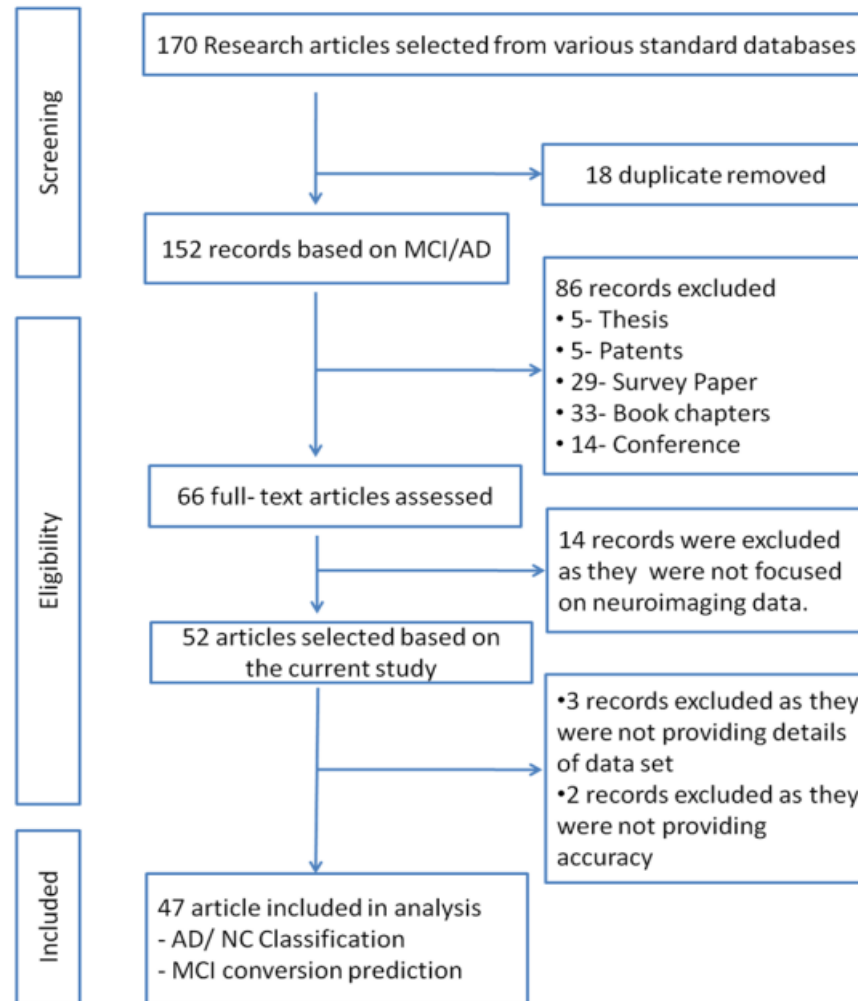 Screening
170 Research articles selected from various standard databases
18 duplicate removed
152 records based on MCI/AD
86 records excluded
• 5- Thesis
• 5- Patents
• 29- Survey Paper
• 33- Book chapters
• 14- Conference
Eligibility
66 full- text articles assessed
14 records were excluded
as they were not focused
on neuroimaging data.
52 articles selected based on
the current study
•3 records excluded as they
were not providing details
of data set
•2 records excluded as they
were not providing
accuracy
Included
47 article included in analysis
- AD/ NC Classification
- MCI conversion prediction